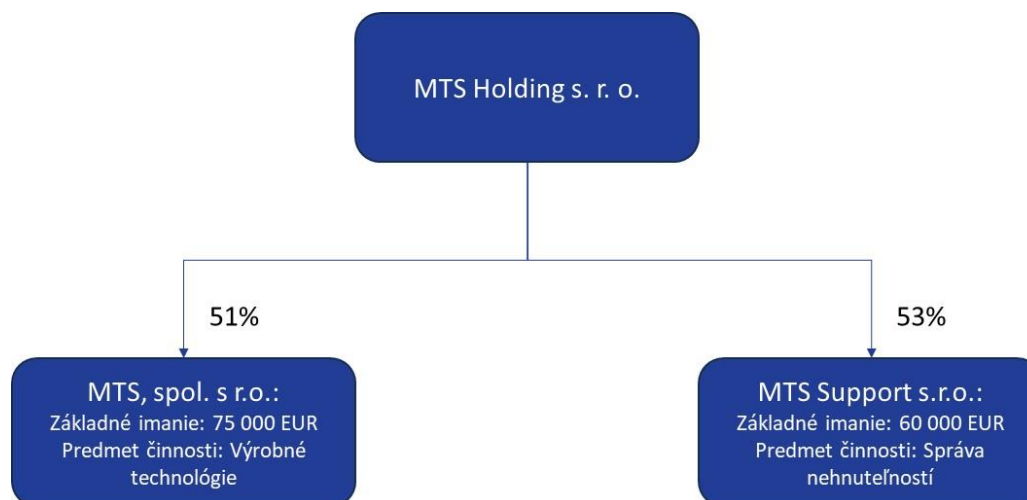 MTS Holding s. r. o.
51%
53%
MTS, spol. s r.o.:
Základné imanie: 75 000 EUR
Predmet činnosti: Výrobné
technológie
MTS Support s.r.o.:
Základné imanie: 60 000 EUR
Predmet činnosti: Správa
nehnuteľností